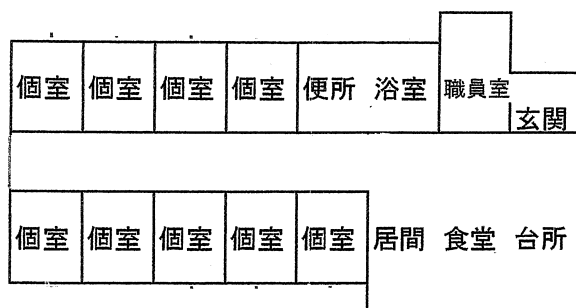 個室 個室 個室 個室 便所 浴室 職員室
玄関
個室 個室 個室 個室 個室 居間 食堂 台所